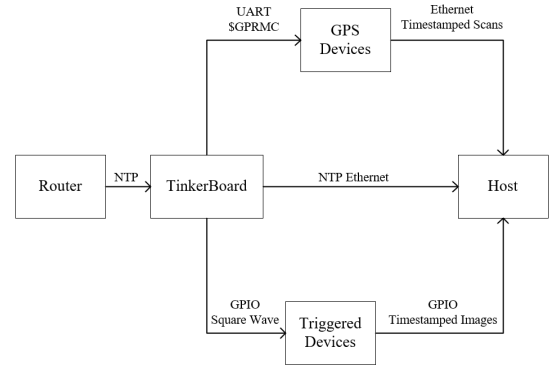 UART
$GPRMC
GPS
Devices
Ethernet
Timestamped Scans
Router
NTP
TinkerBoard
NTP Ethernet
Host
GPIO
Square Wave
Triggered
Devices
GPIO
Timestamped Images